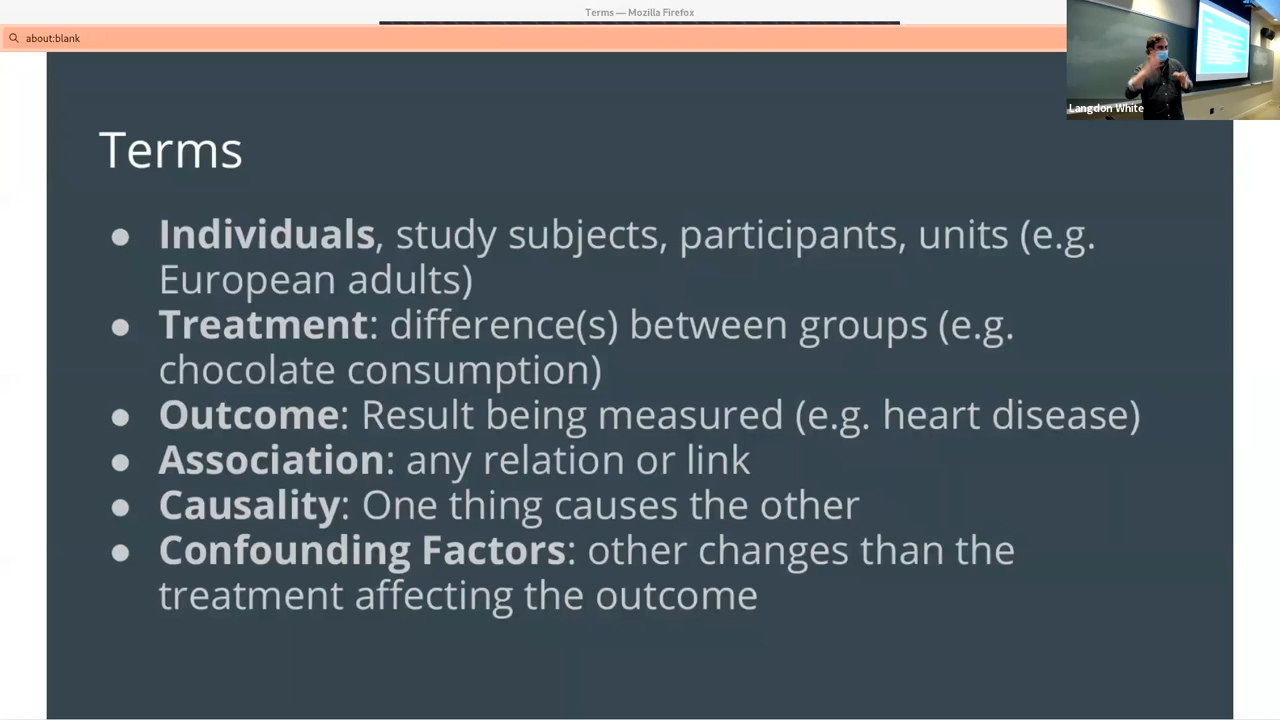 Terms — Mozilla Firefox
about:blank
Langdon White
Terms
● Individuals, study subjects, participants, units (e.g.
European adults)
● Treatment: difference(s) between groups (e.g.
chocolate consumption)
● Outcome: Result being measured (e.g. heart disease)
● Association: any relation or link
● Causality: One thing causes the other
● Confounding Factors: other changes than the
treatment affecting the outcome